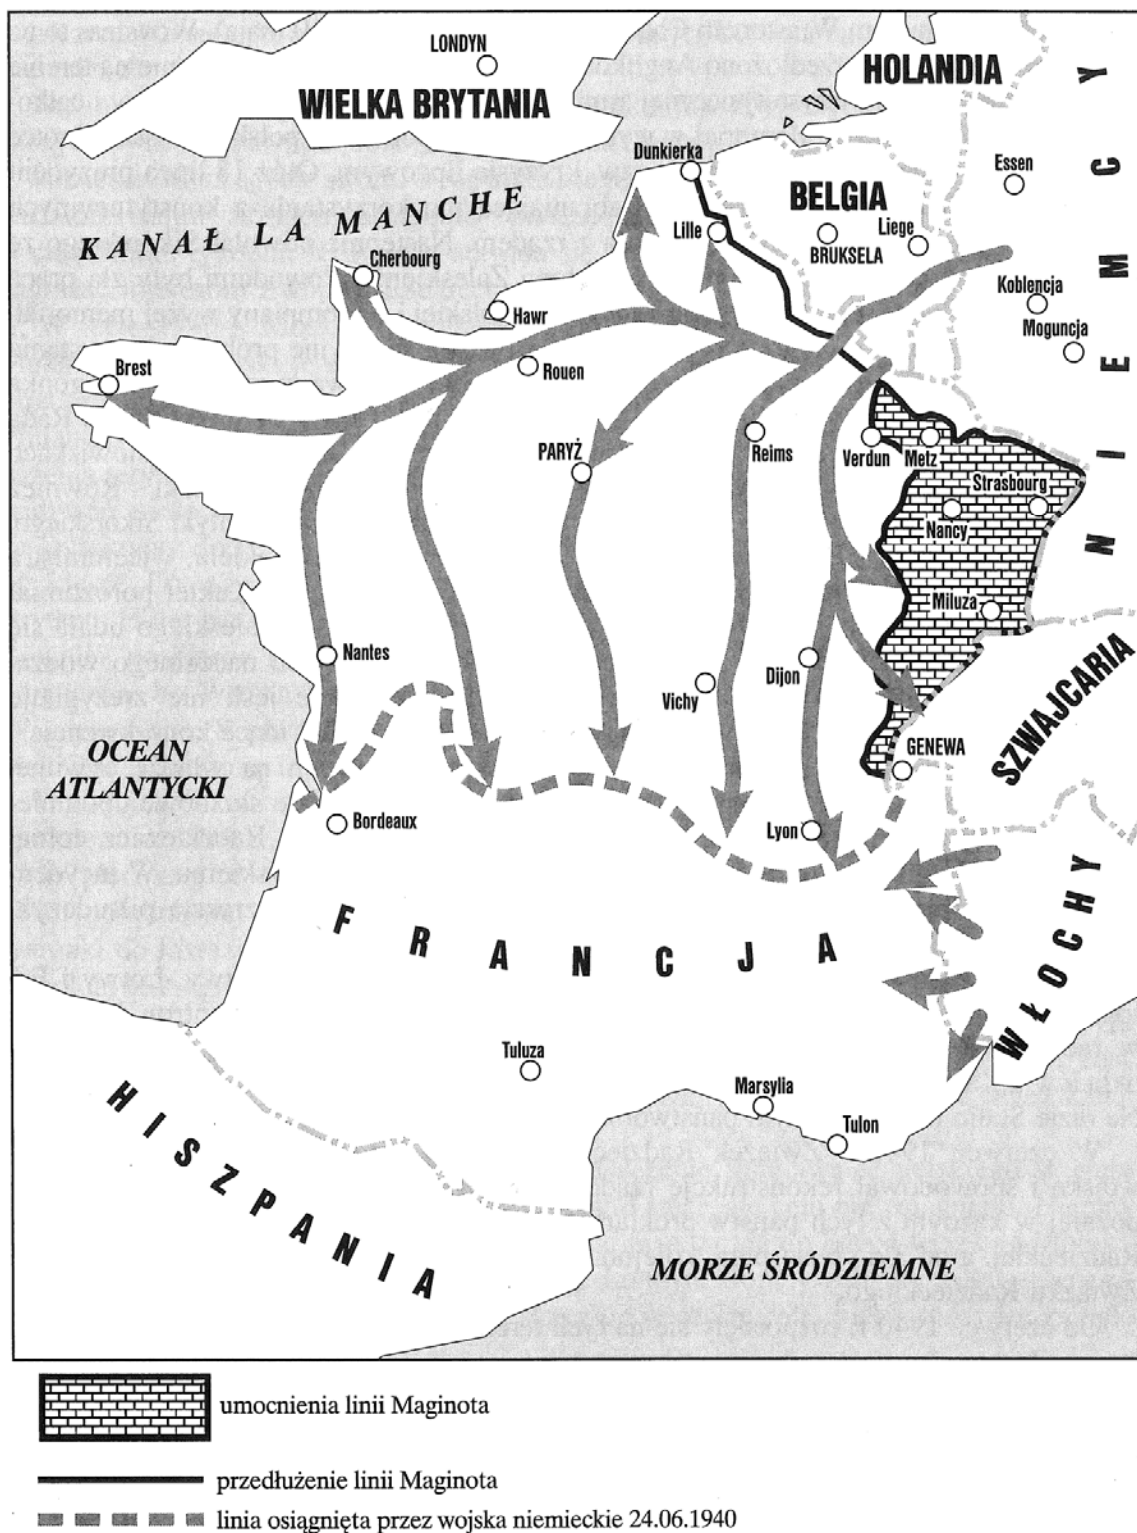 LONDYN
WIELKA BRYTANIA
HOLANDIA
NIEMCY
Dunkierka
Essen
BELGIA
KANAŁ LA MANCHE
Lille
Liege
BRUKSELA
Cherbourg
Koblencja
Hawr
Moguncja
Brest
Rouen
PARYŻ
Reims
Verdun
Metz
Strasbourg
Nancy
Miluza
Nantes
Vichy
Dijon
SZWAJCARIA
OCEAN
ATLANTYCKI
GENEWA
Bordeaux
Lyon
FRANCJA
WŁOCHY
Tuluza
Marsylia
Tulon
HISZPANIA
MORZE ŚRÓDZIEMNE
umocnienia linii Maginota
przedłużenie linii Maginota
linia osiągnięta przez wojska niemieckie 24.06.1940